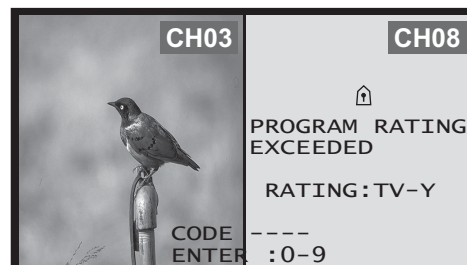 CH03
CH08
PROGRAM RATING
EXCEEDED
RATING:TV-Y
CODE ----
ENTER :0-9